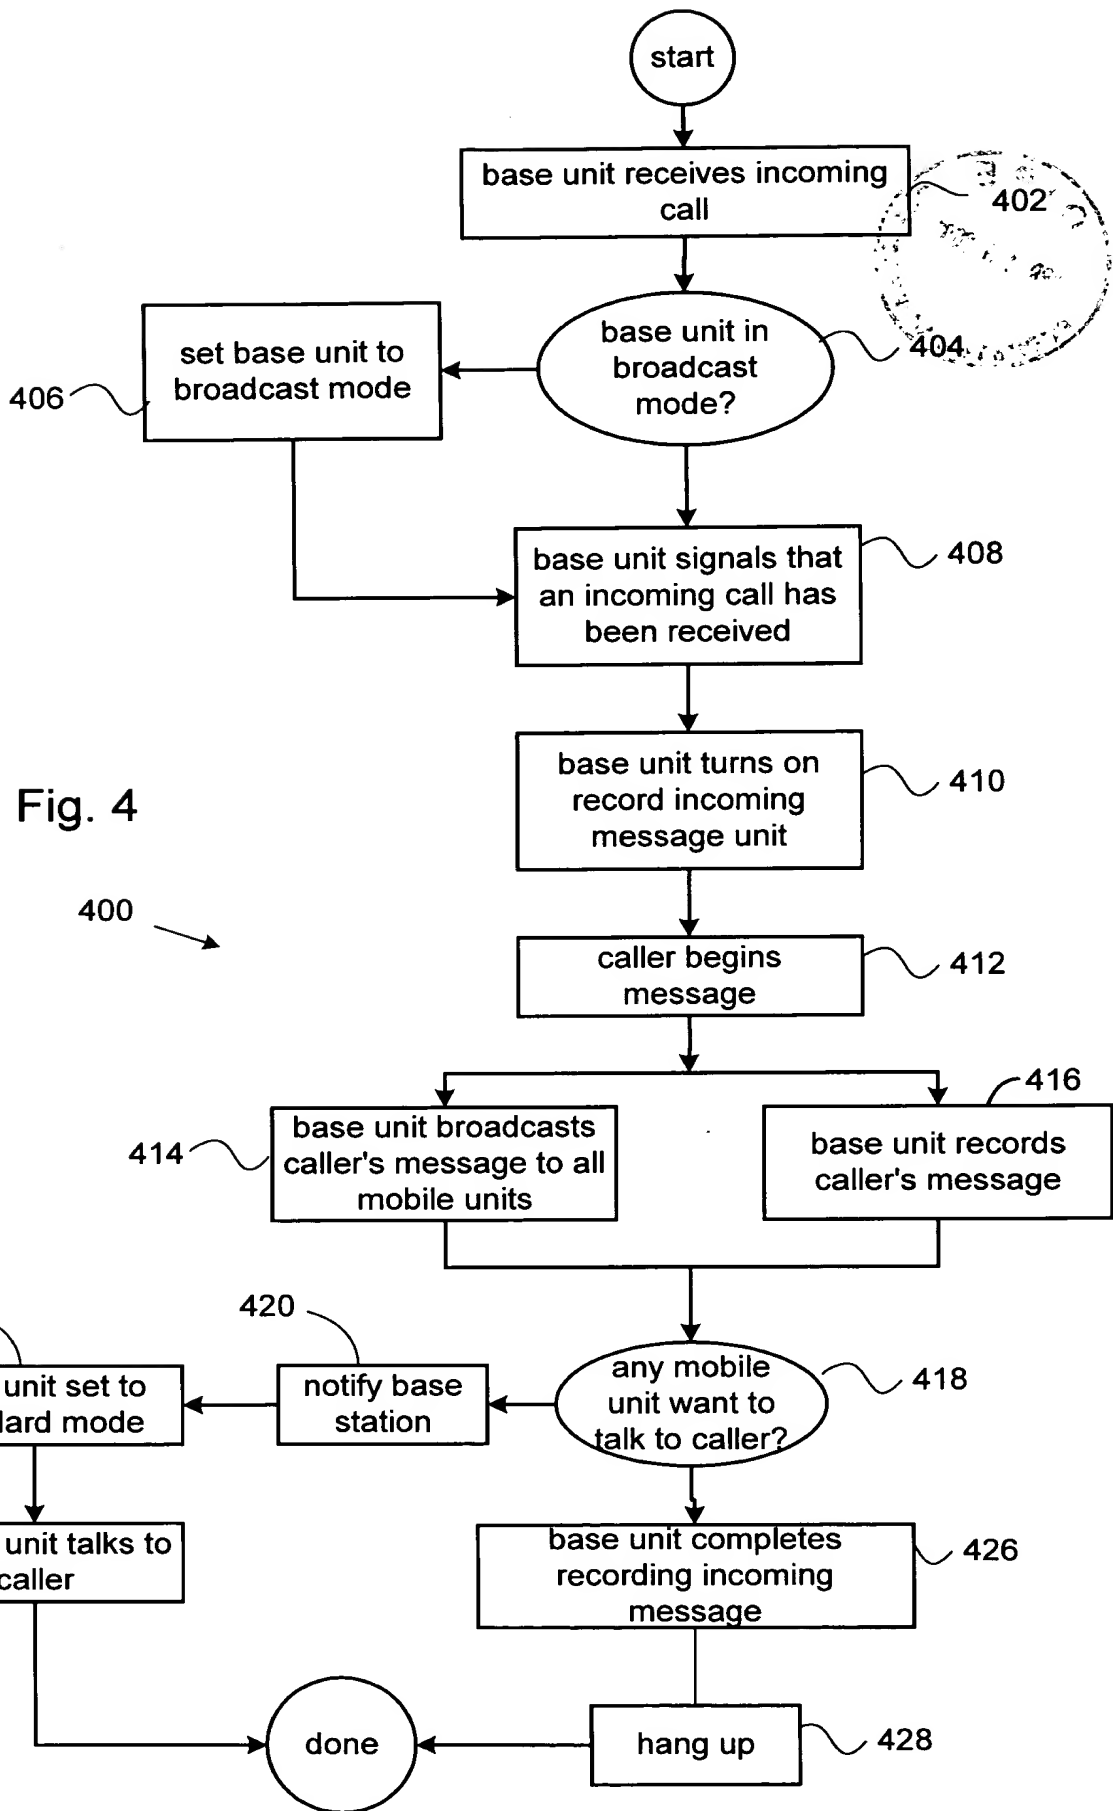 start
base unit receives incoming
call
402
base unit in
broadcast
mode?
404
set base unit to
broadcast mode
406
base unit signals that
an incoming call has
been received
408
base unit turns on
record incoming
message unit
410
Fig. 4
400
caller begins
message
412
416
base unit broadcasts
caller's message to all
mobile units
414
base unit records
caller's message
420
any mobile
unit want to
talk to caller?
418
unit set to
notify base
station
mode
unit talks to
caller
base unit completes
recording incoming
message
426
done
hang up
428